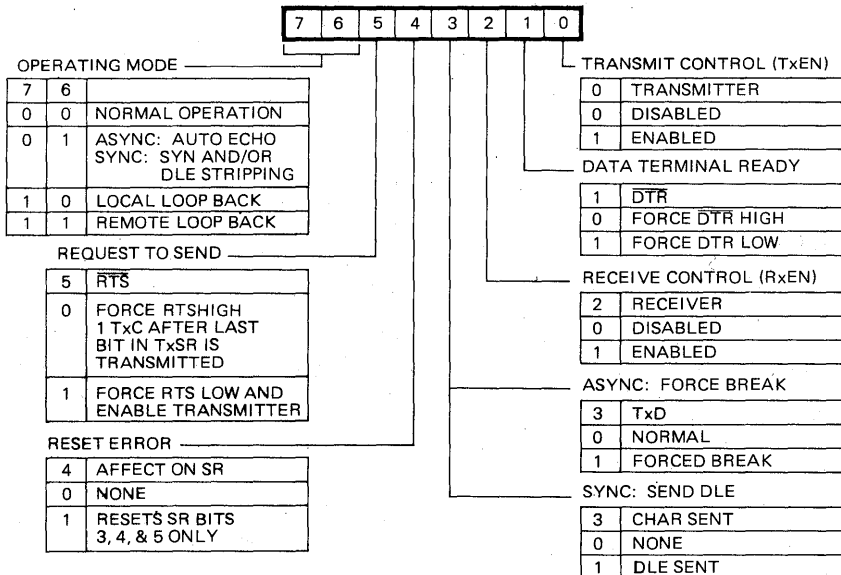 7 6 5 4 3 2 1 0
OPERATING MODE
7 6
0 0 NORMAL OPERATION
0 1 ASYNC: AUTO ECHO
SYNC: SYN AND/OR
DLE STRIPPING
1 0 LOCAL LOOP BACK
1 1 REMOTE LOOP BACK
REQUEST TO SEND
5 R̅T̅S̅
0 FORCE RTSHIGH
1 TxC AFTER LAST
BIT IN TxSR IS
TRANSMITTED
1 FORCE RTS LOW AND
ENABLE TRANSMITTER
RESET ERROR
4 AFFECT ON SR
0 NONE
1 RESETS SR BITS
3, 4, & 5 ONLY
TRANSMIT CONTROL (TxEN)
0 TRANSMITTER
0 DISABLED
1 ENABLED
DATA TERMINAL READY
1 D̅T̅R̅
0 FORCE D̅T̅R̅ HIGH
1 FORCE DTR LOW
RECEIVE CONTROL (RxEN)
2 RECEIVER
0 DISABLED
1 ENABLED
ASYNC: FORCE BREAK
3 TxD
0 NORMAL
1 FORCED BREAK
SYNC: SEND DLE
3 CHAR SENT
0 NONE
1 DLE SENT